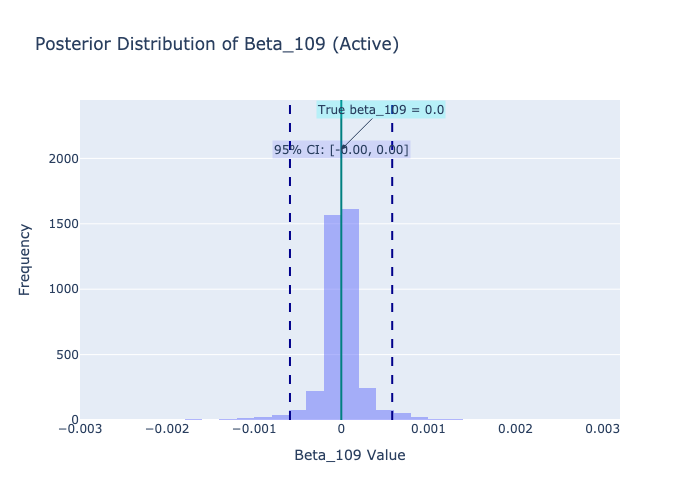 Posterior Distribution of Beta_109 (Active)
True beta_109 = 0.0
95% CI: [-0.00, 0.00]
2000
1500
1000
500
0
Frequency
−0.003
−0.002
−0.001
0
0.001
0.002
0.003
Beta_109 Value